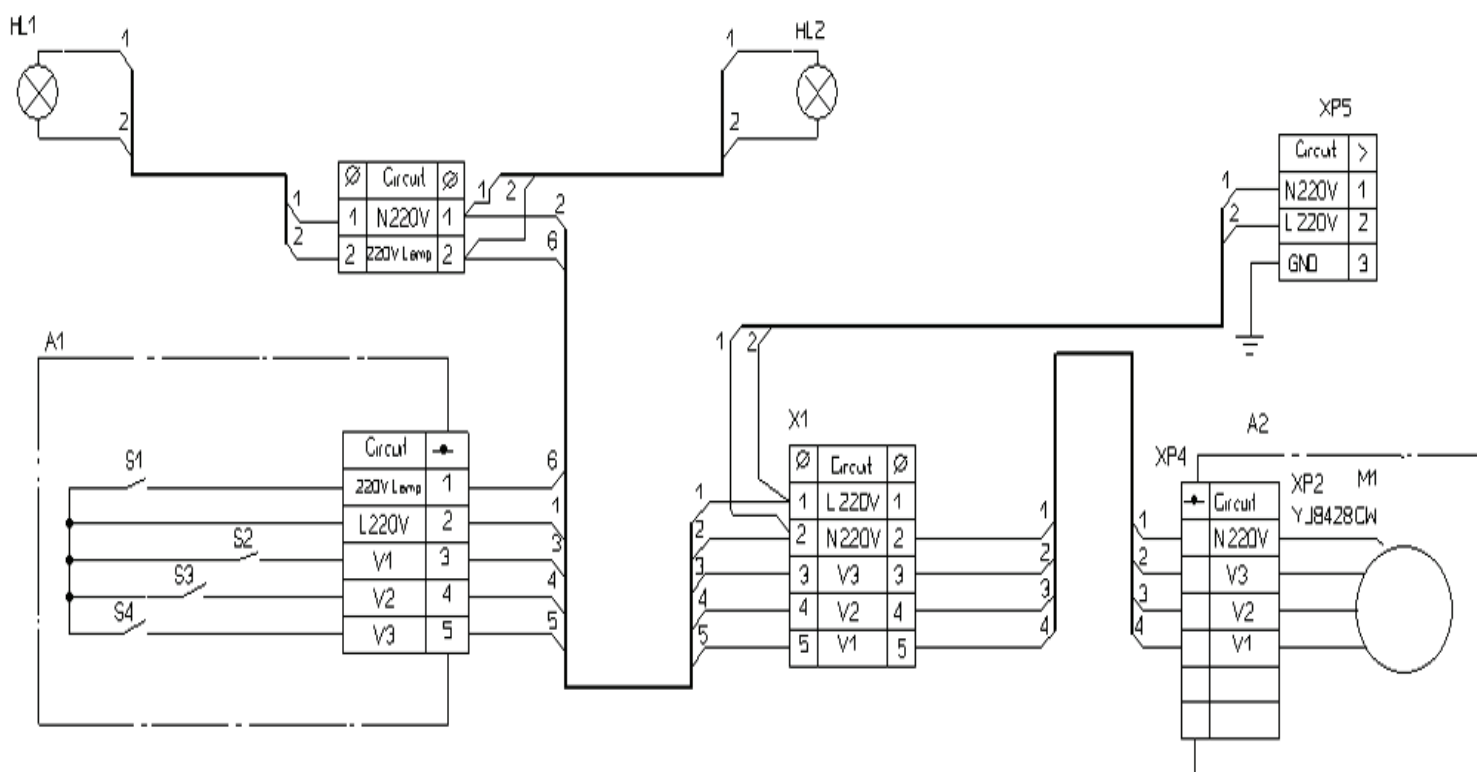 HL1
1
2
HL2
1
2
XP5
Circuit >
N220V 1
L220V 2
GND 3
1
2
Ø Circuit Ø
1 N220V 1
2 220V Lamp 2
1
2
1
2
2
6
A1
S1
S2
S3
S4
Circuit
220V Lamp 1
L220V 2
V1 3
V2 4
V3 5
6
1
3
4
5
1
2
X1
Ø Circuit Ø
1 L220V 1
2 N220V 2
3 V3 3
4 V2 4
5 V1 5
1
2
3
4
5
1
2
3
4
A2
XP4
Circuit
N220V
V3
V2
V1
1
2
3
4
XP2
M1
YJ8428CW